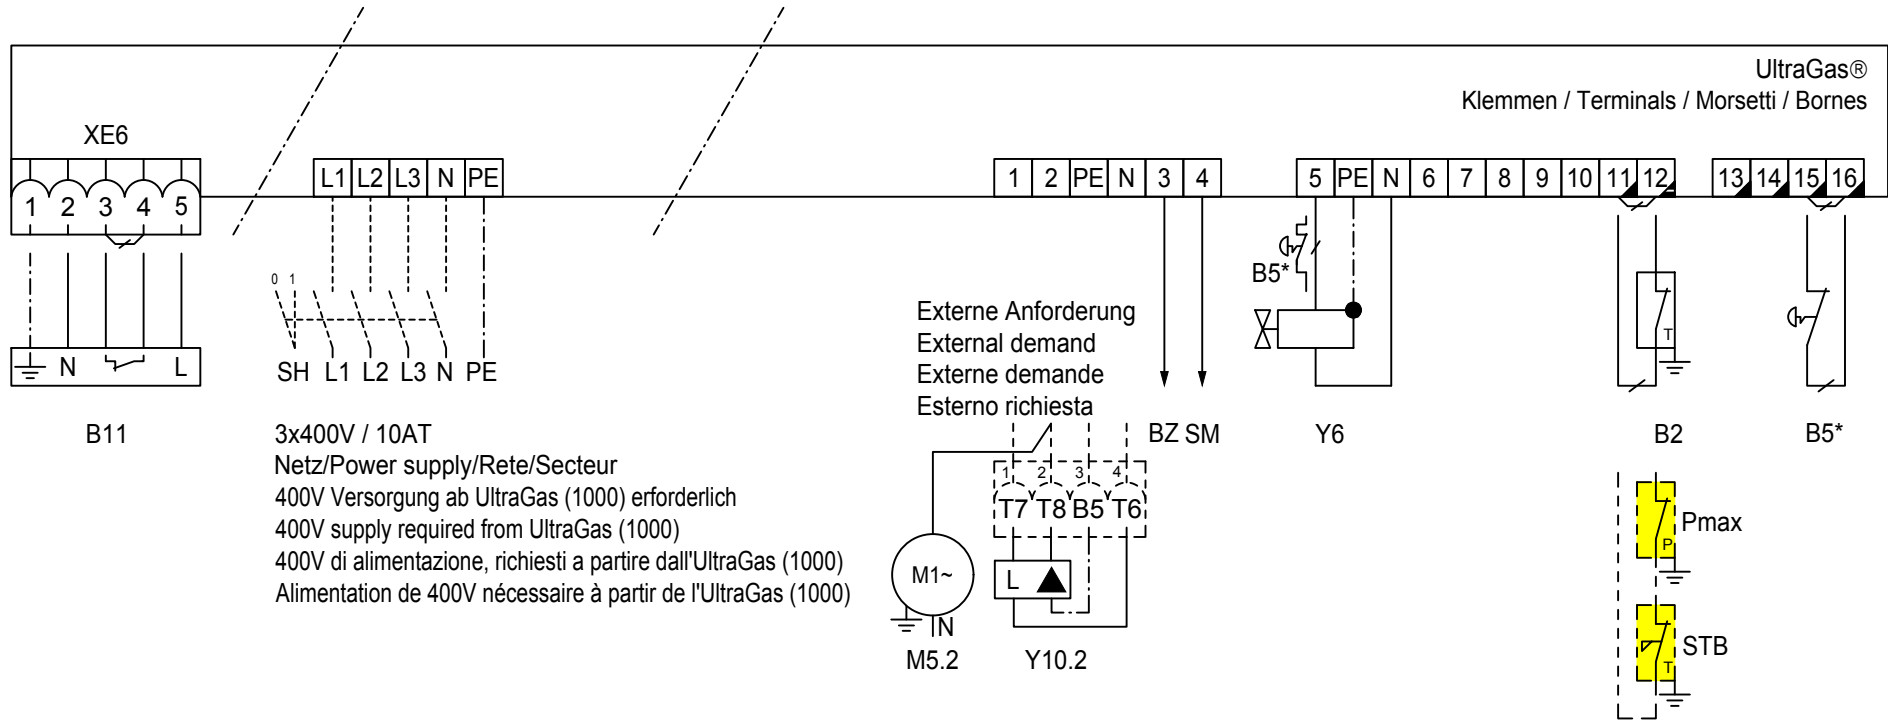 UltraGas®
Klemmen / Terminals / Morsetti / Bornes
XE6
L1 L2 L3 N PE
1 2 PE N 3 4
5 PE N 6 7 8 9 10 11 12
13 14 15 16
1 2 3 4 5
0 1
B5*
T
N L
SH L1 L2 L3 N PE
Externe Anforderung
External demand
Externe demande
Esterno richiesta
B11
3x400V / 10AT
BZ SM
Y6
B2
B5*
Netz/Power supply/Rete/Secteur
400V Versorgung ab UltraGas (1000) erforderlich
400V supply required from UltraGas (1000)
400V di alimentazione, richiesti a partire dall'UltraGas (1000)
Alimentation de 400V nécessaire à partir de l'UltraGas (1000)
1 2 3 4
T7 T8 B5 T6
M1~
L
N
M5.2
Y10.2
Pmax
P
STB
T